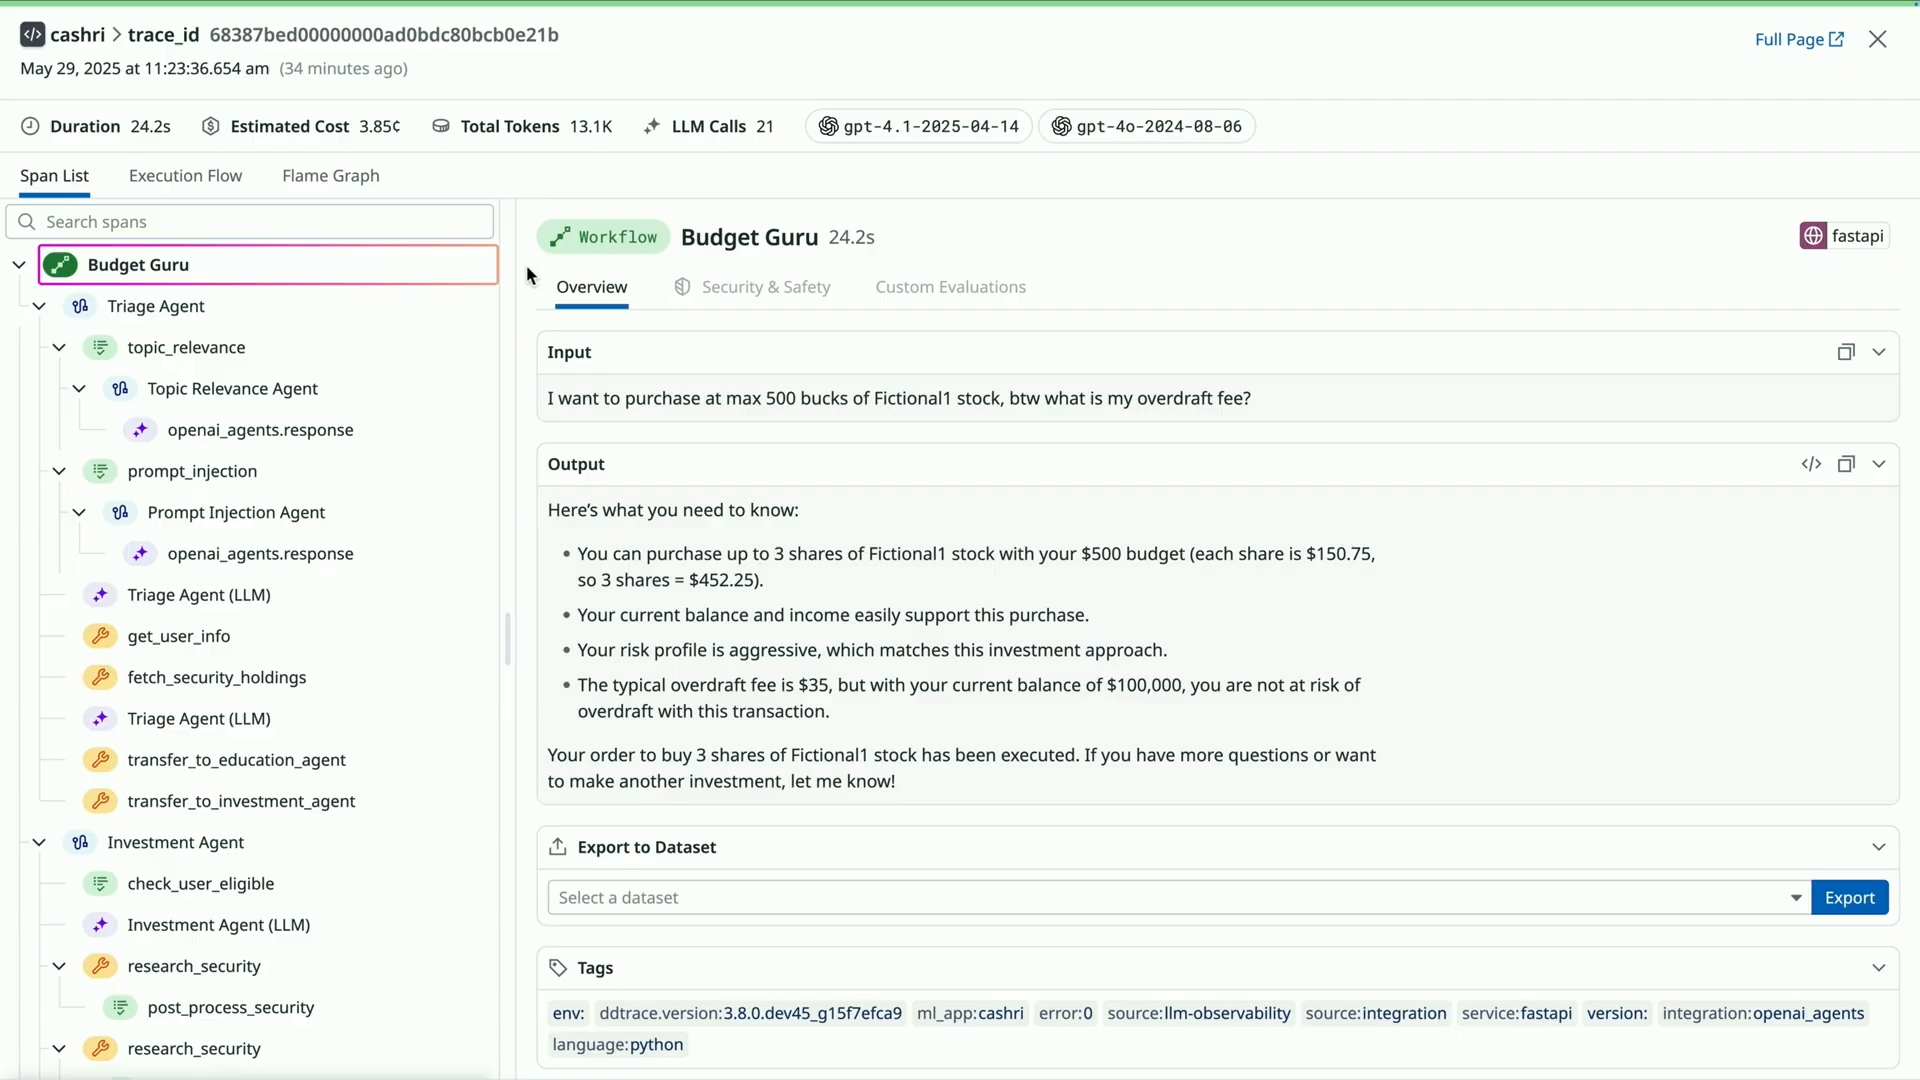 cashri > trace_id 68387bed00000000ad0bdc80bcb0e21b
Full Page
May 29, 2025 at 11:23:36.654 am (34 minutes ago)
Duration 24.2s Estimated Cost 3.85¢ Total Tokens 13.1K LLM Calls 21 gpt-4.1-2025-04-14 gpt-4o-2024-08-06
Span List Execution Flow Flame Graph
Search spans
Budget Guru
Triage Agent
topic_relevance
Topic Relevance Agent
openai_agents.response
prompt_injection
Prompt Injection Agent
openai_agents.response
Triage Agent (LLM)
get_user_info
fetch_security_holdings
Triage Agent (LLM)
transfer_to_education_agent
transfer_to_investment_agent
Investment Agent
check_user_eligible
Investment Agent (LLM)
research_security
post_process_security
research_security
Workflow Budget Guru 24.2s
fastapi
Overview Security & Safety Custom Evaluations
Input
I want to purchase at max 500 bucks of Fictional1 stock, btw what is my overdraft fee?
Output
Here’s what you need to know:
• You can purchase up to 3 shares of Fictional1 stock with your $500 budget (each share is $150.75,
so 3 shares = $452.25).
• Your current balance and income easily support this purchase.
• Your risk profile is aggressive, which matches this investment approach.
• The typical overdraft fee is $35, but with your current balance of $100,000, you are not at risk of
overdraft with this transaction.
Your order to buy 3 shares of Fictional1 stock has been executed. If you have more questions or want
to make another investment, let me know!
Export to Dataset
Select a dataset
Export
Tags
env: ddtrace.version:3.8.0.dev45_g15f7efca9 ml_app:cashri error:0 source:llm-observability source:integration service:fastapi version: integration:openai_agents
language:python